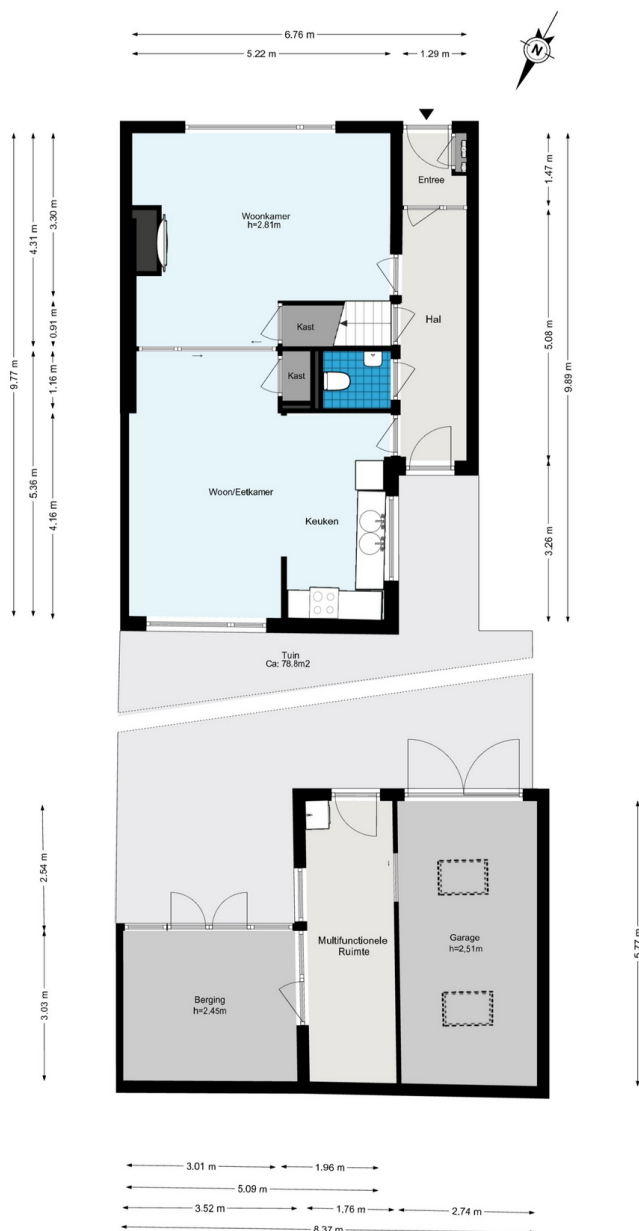 6.76 m
5.22 m
1.29 m
N
Entree
Woonkamer
h=2.81m
Hal
Kast
Kast
Woon/Eetkamer
Keuken
9.77 m
4.31 m
5.36 m
3.30 m
0.91 m
1.16 m
4.16 m
1.47 m
5.08 m
3.26 m
9.89 m
Tuin
Ca: 78.8m2
2.54 m
3.03 m
Multifunctionele
Ruimte
Garage
h=2,51m
Berging
h=2.45m
5.77 m
3.01 m
1.96 m
5.09 m
3.52 m
1.76 m
2.74 m
8.37 m